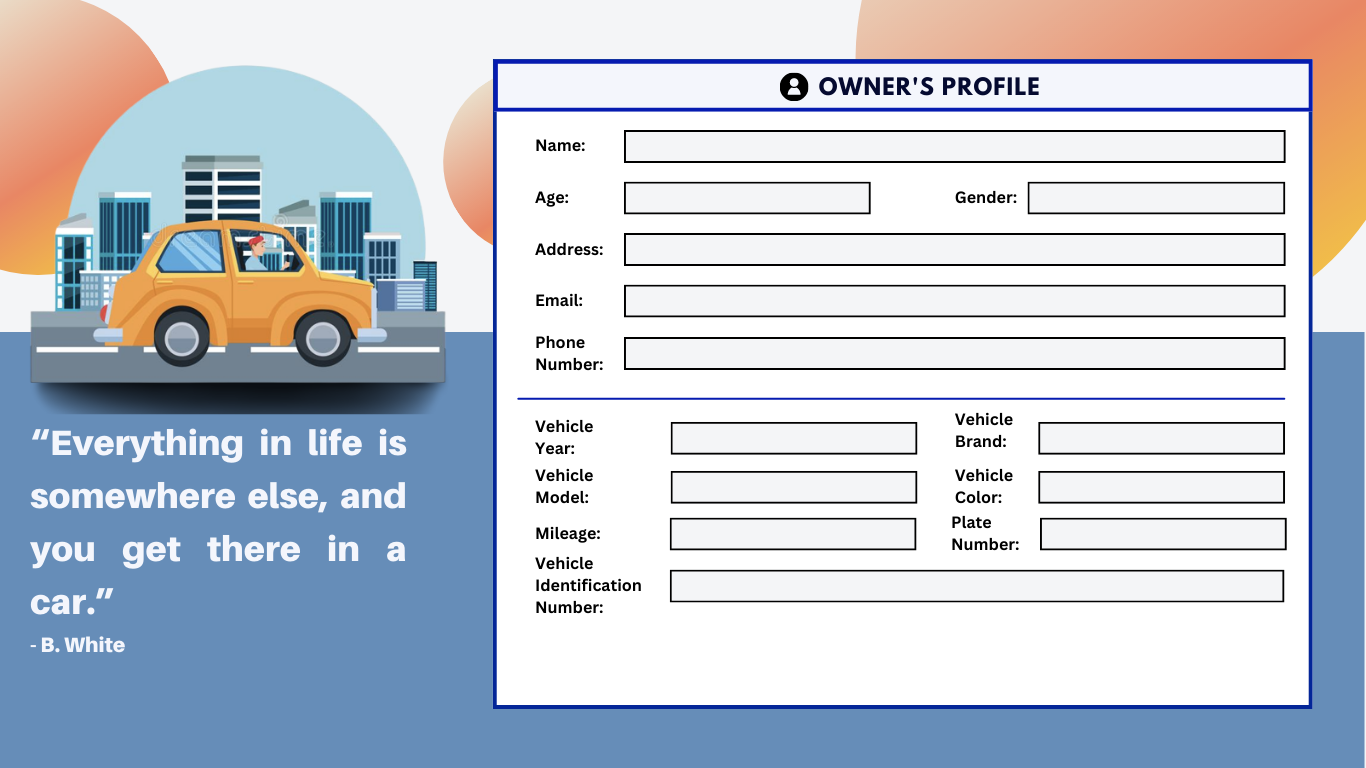 OWNER'S PROFILE
Name:
Age:
Gender:
Address:
Email:
Phone
Number:
Vehicle
Year:
Vehicle
Brand:
Vehicle
Model:
Vehicle
Color:
Mileage:
Plate
Number:
Vehicle
Identification
Number:
“Everything in life is
somewhere else, and
you get there in a
car.”
- B. White